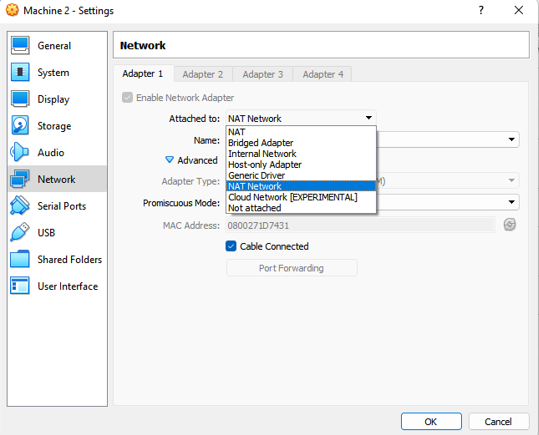 Machine 2 - Settings ? ×
General
System
Display
Storage
Audio
Network
Serial Ports
USB
Shared Folders
User Interface
Network
Adapter 1 Adapter 2 Adapter 3 Adapter 4
Enable Network Adapter
Attached to: NAT Network
NAT
Bridged Adapter
Internal Network
Host-only Adapter
Generic Driver
NAT Network
Cloud Network [EXPERIMENTAL]
Not attached
Name:
Advanced
Adapter Type:
Promiscuous Mode:
MAC Address: 0800271D7431
Cable Connected
Port Forwarding
OK Cancel